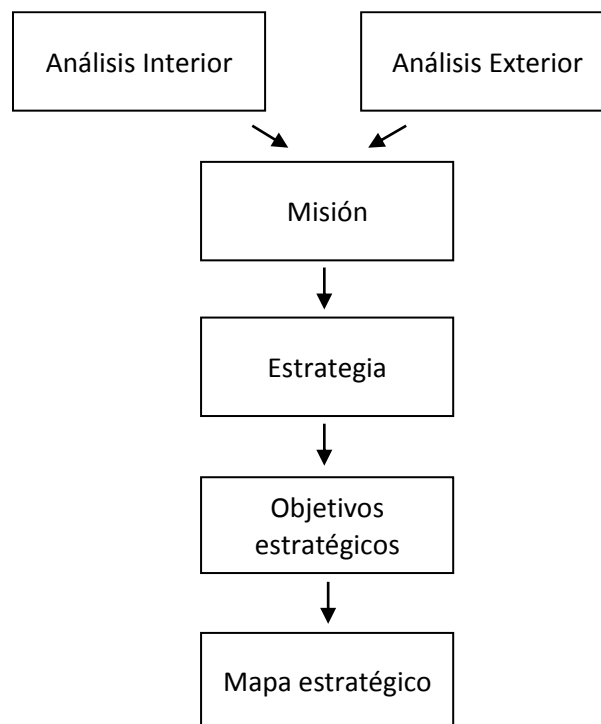 Análisis Interior
Análisis Exterior
Misión
Estrategia
Objetivos
estratégicos
Mapa estratégico